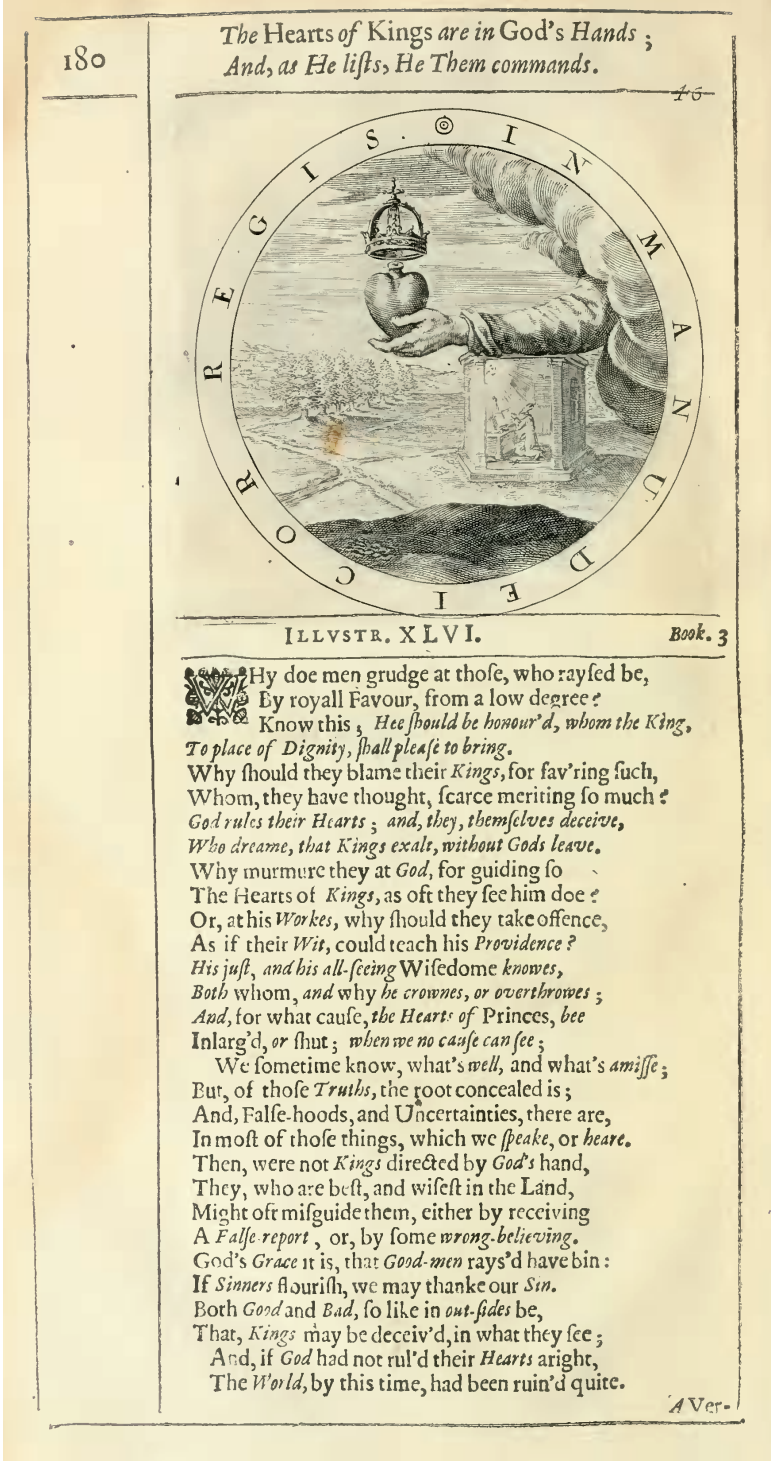 180
The Hearts of Kings are in God's Hands ;
And, as He liſts, He Them commands.
46
IN MANU DEI COR REGIS.
ILLVSTR. XLVI. Book. 3
WHy doe men grudge at thoſe, who rayſed be,
By royall Favour, from a low degree?
Know this ; Hee ſhould be honour'd, whom the King,
To place of Dignity, ſhall pleaſe to bring.
Why ſhould they blame their Kings, for fav'ring ſuch,
Whom, they have thought, ſcarce meriting ſo much ?
God rules their Hearts ; and, they, themſelves deceive,
Who dreame, that Kings exalt, without Gods leave.
Why murmure they at God, for guiding ſo
The Hearts of Kings, as oft they ſee him doe ?
Or, at his Workes, why ſhould they take offence,
As if their Wit, could teach his Providence ?
His juſt, and his all-ſeeing Wiſedome knowes,
Both whom, and why he crownes, or overthrowes ;
And, for what cauſe, the Hearts of Princes, bee
Inlarg'd, or ſhut ; when we no cauſe can ſee ;
We ſometime know, what's well, and what's amiſſe ;
But, of thoſe Truths, the root concealed is ;
And, Falſe-hoods, and Uncertainties, there are,
In moſt of thoſe things, which we ſpeake, or heare.
Then, were not Kings directed by God's hand,
They, who are beſt, and wiſeſt in the Land,
Might oft miſguide them, either by receiving
A Falſe-report, or, by ſome wrong-believing.
God's Grace it is, that Good-men rays'd have bin :
If Sinners flouriſh, we may thanke our Sin.
Both Good and Bad, ſo like in out-ſides be,
That, Kings may be deceiv'd, in what they ſee ;
And, if God had not rul'd their Hearts aright,
The World, by this time, had been ruin'd quite.
A Ver-